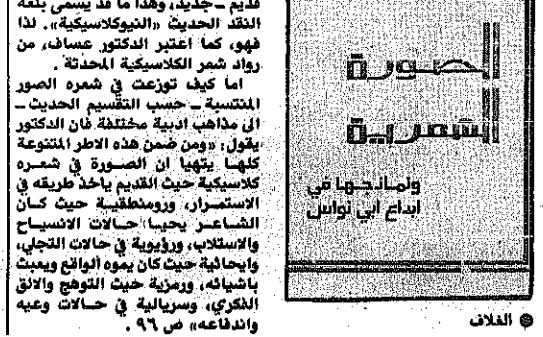 قديم ـ جديد، وهذا ما قد يسمى بلغة
النقد الحديث «النيوكلاسيكية». لذا
فهو، كما اعتبر الدكتور عساف، من
رواد شعر الكلاسيكية المحدثة.
اما كيف توزعت في شعره الصور
المنتسبة ـ حسب التقسيم الحديث ـ
الى مذاهب ادبية مختلفة فان الدكتور
يقول: «ومن ضمن هذه الاطر المتنوعة
كلها يتهيا ان الصورة في شعره
كلاسيكية حيث القديم ياخذ طريقه في
الاستمرار، ورومنطقيية حيث كان
الشاعر يحيا حالات الانسياح
والاستلاب، ورؤيوية في حالات التجلي،
وايحائية حيث كان يموه الواقع ويعبث
باشيائه، ورمزية حيث التوهج والالق
الفكري، وسريالية في حالات وعيه
واندفاعه» ص ٩٦.
الصورة
الشعرية
ونماذجها في
ابداع ابي نواس
الغلاف